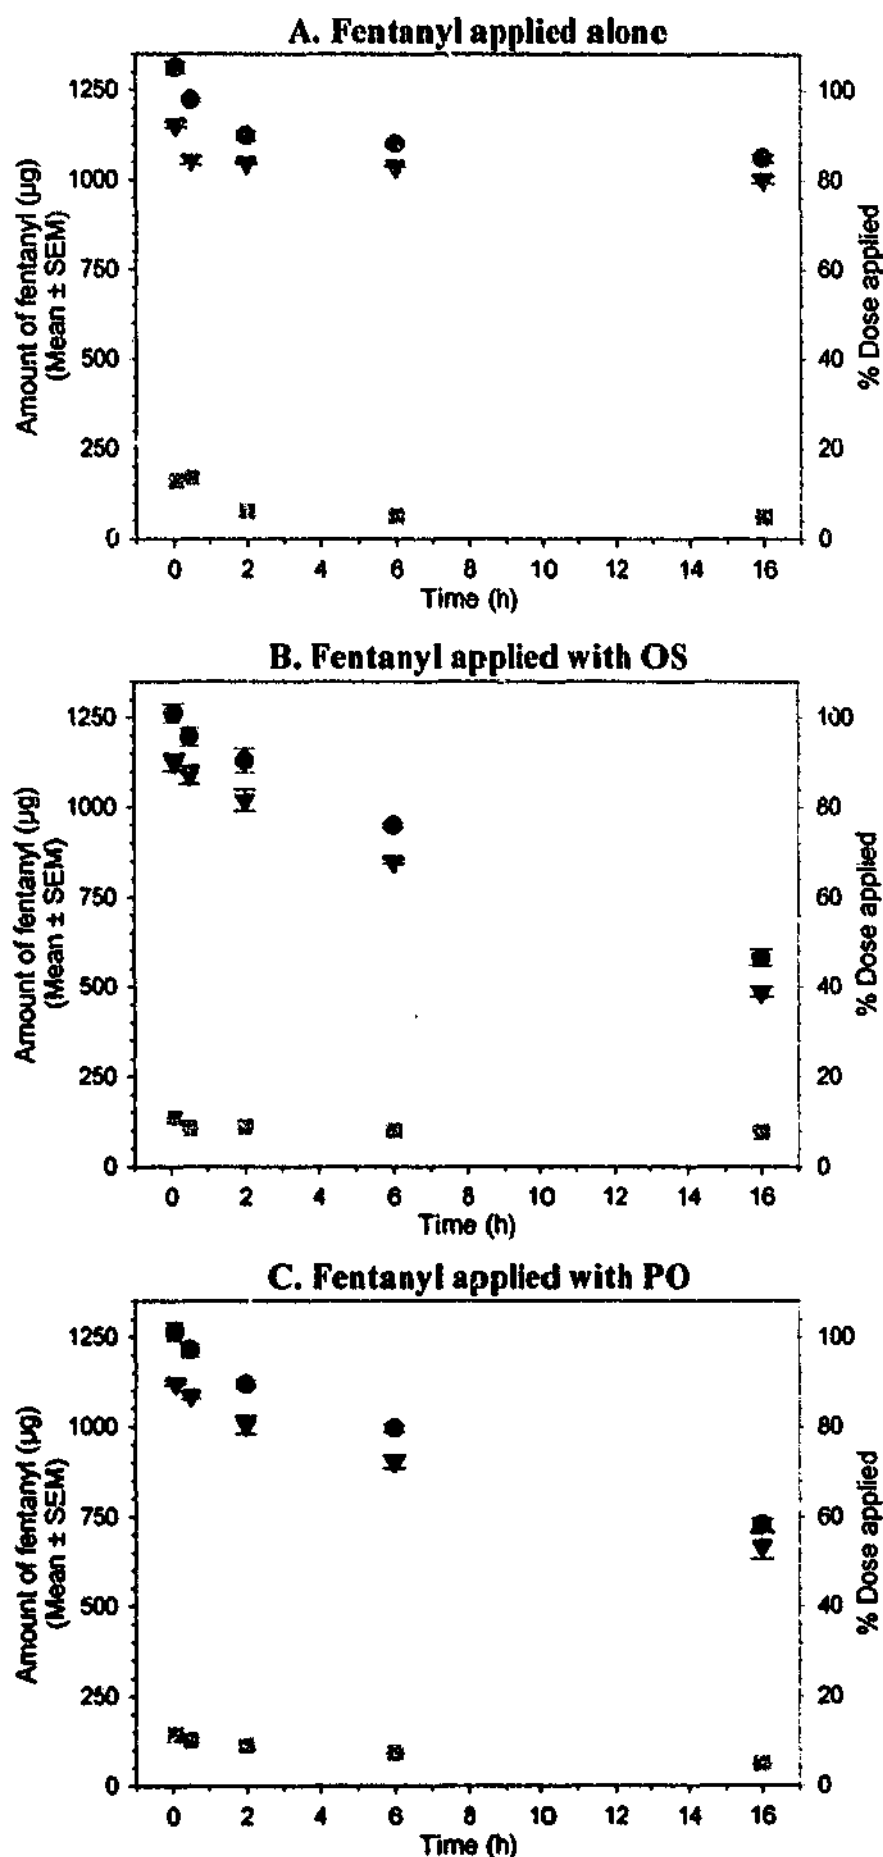 A. Fentanyl applied alone
Amount of fentanyl (µg)
(Mean ± SEM)
1250
1000
750
500
250
0
100
80
60
40
20
0
% Dose applied
0 2 4 6 8 10 12 14 16
Time (h)
B. Fentanyl applied with OS
Amount of fentanyl (µg)
(Mean ± SEM)
1250
1000
750
500
250
0
100
80
60
40
20
0
% Dose applied
0 2 4 6 8 10 12 14 16
Time (h)
C. Fentanyl applied with PO
Amount of fentanyl (µg)
(Mean ± SEM)
1250
1000
750
500
250
0
100
80
60
40
20
0
% Dose applied
0 2 4 6 8 10 12 14 16
Time (h)